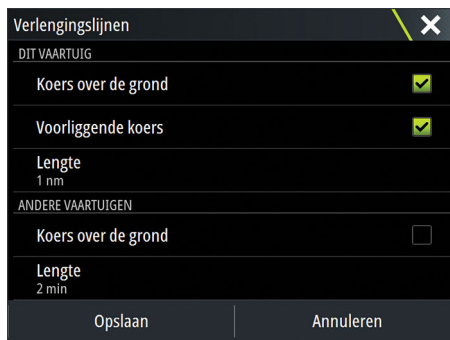 Verlengingslijnen
DIT VAARTUIG
Koers over de grond
Voorliggende koers
Lengte
1 nm
ANDERE VAARTUIGEN
Koers over de grond
Lengte
2 min
Opslaan Annuleren